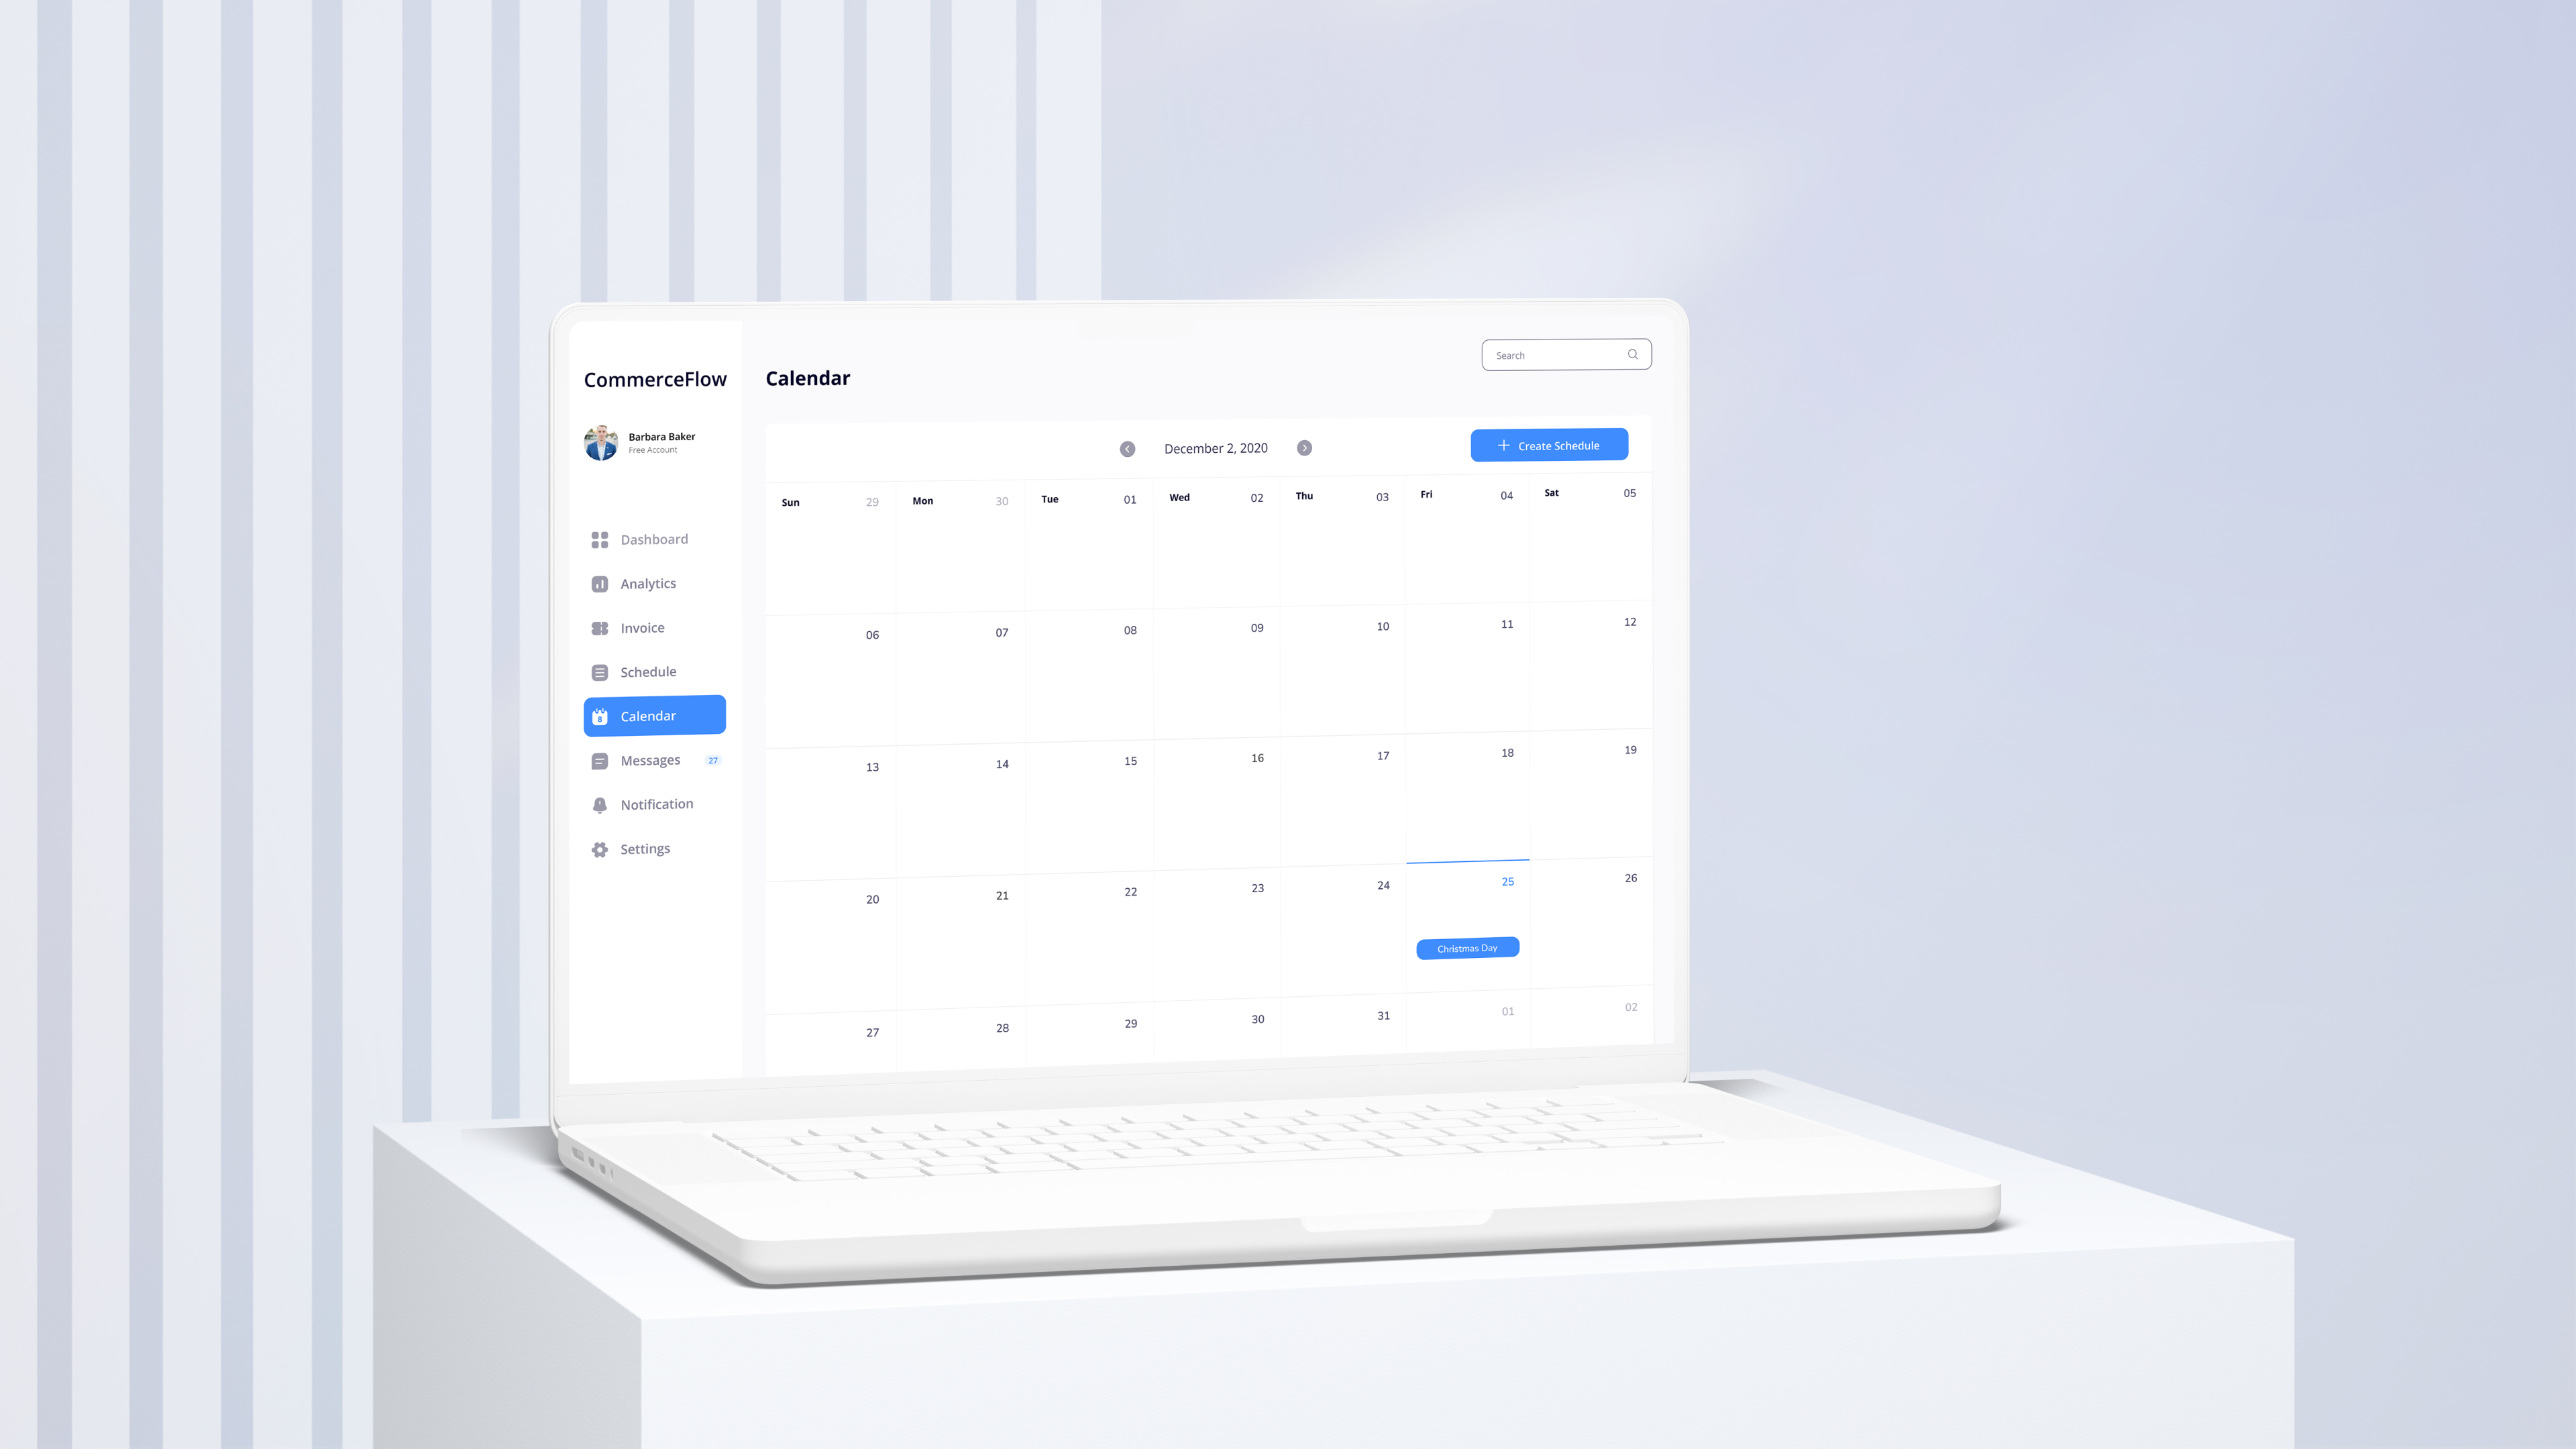 CommerceFlow
Barbara Baker
Free Account
Dashboard
Analytics
Invoice
Schedule
8
Calendar
Messages 27
Notification
Settings
Calendar
Search
December 2, 2020
Create Schedule
Sun 29 Mon 30 Tue 01 Wed 02 Thu 03 Fri 04 Sat 05
06 07 08 09 10 11 12
13 14 15 16 17 18 19
20 21 22 23 24 25 26
Christmas Day
27 28 29 30 31 01 02